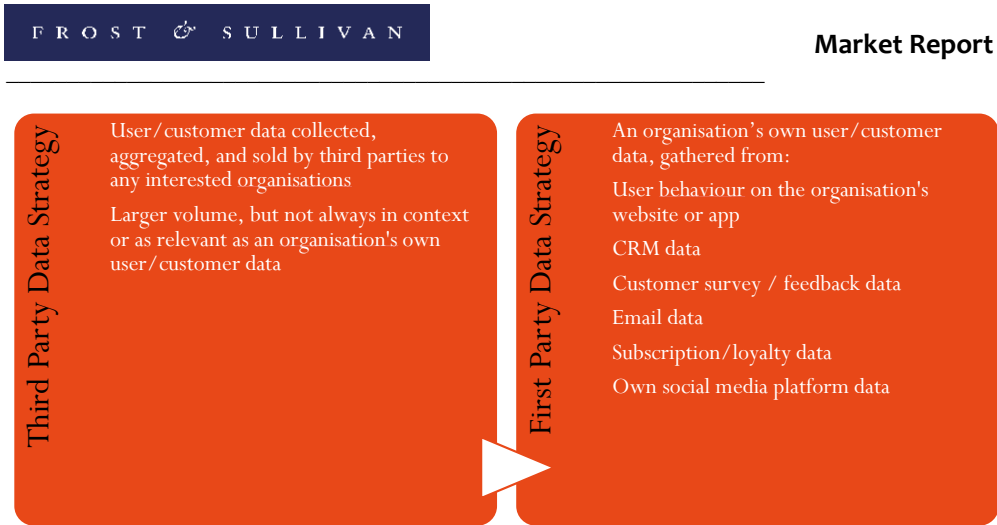 FROST & SULLIVAN
Market Report
Third Party Data Strategy
User/customer data collected,
aggregated, and sold by third parties to
any interested organisations
Larger volume, but not always in context
or as relevant as an organisation's own
user/customer data
First Party Data Strategy
An organisation’s own user/customer
data, gathered from:
User behaviour on the organisation's
website or app
CRM data
Customer survey / feedback data
Email data
Subscription/loyalty data
Own social media platform data